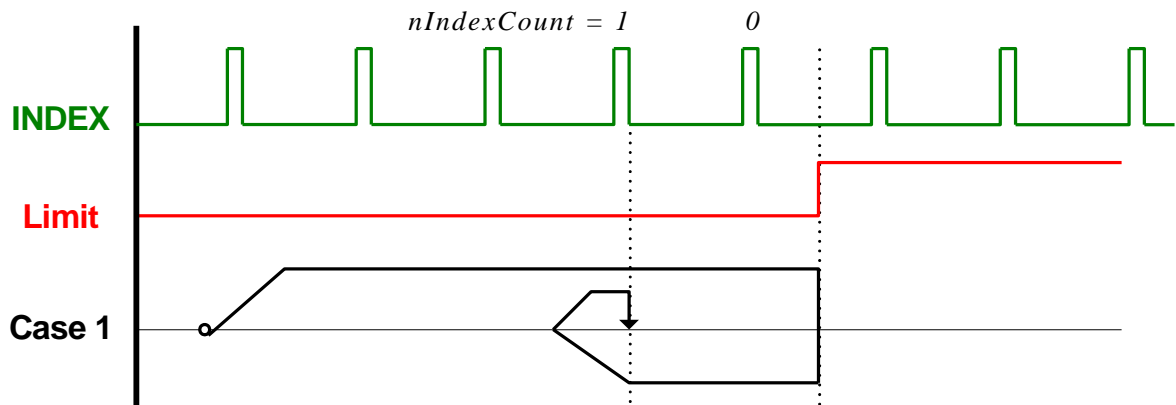 nIndexCount = 1 0
INDEX
Limit
Case 1